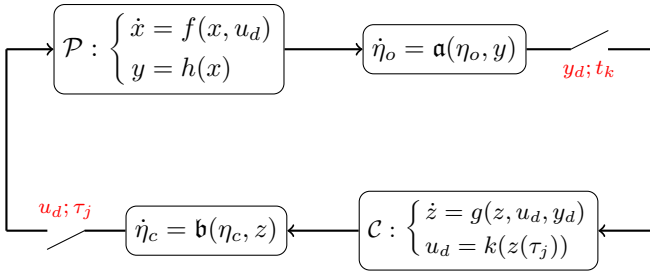 𝒫 : { ẋ = f(x, u_d)
y = h(x)
η̇_o = 𝔞(η_o, y)
y_d; t_k
u_d; τ_j
η̇_c = 𝔟(η_c, z)
𝒞 : { ż = g(z, u_d, y_d)
u_d = k(z(τ_j))